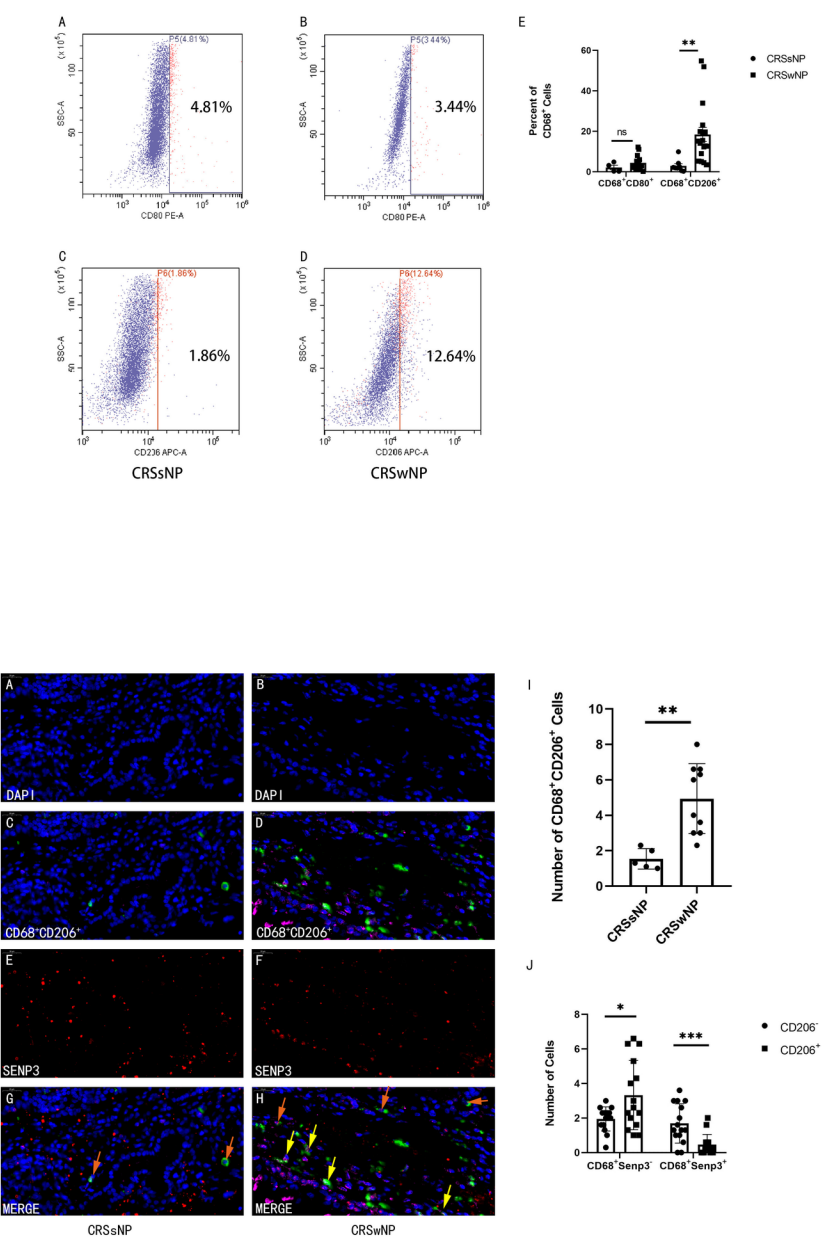 A
P5(4.81%)
(x 10⁵)
100
50
SSC-A
4.81%
10³
10⁴
10⁵
10⁶
CD80 PE-A
B
P5(3.44%)
(x 10⁵)
100
50
SSC-A
3.44%
10³
10⁴
10⁵
10⁶
CD80 PE-A
E
60
40
20
0
Percent of
CD68⁺ Cells
ns
**
CD68⁺CD80⁺
CD68⁺CD206⁺
CRSsNP
CRSwNP
C
P6(1.86%)
(x 10⁵)
100
50
SSC-A
1.86%
10³
10⁴
10⁵
CD206 APC-A
CRSsNP
D
P6(12.64%)
(x 10⁵)
100
50
SSC-A
12.64%
10³
10⁴
10⁵
CD206 APC-A
CRSwNP
A
DAPI
B
DAPI
C
CD68⁺CD206⁺
D
CD68⁺CD206⁺
E
SENP3
F
SENP3
G
MERGE
H
MERGE
CRSsNP
CRSwNP
I
Number of CD68⁺CD206⁺ Cells
10
8
6
4
2
0
**
CRSsNP
CRSwNP
J
Number of Cells
8
6
4
2
0
*
***
CD68⁺Senp3⁻
CD68⁺Senp3⁺
CD206⁻
CD206⁺